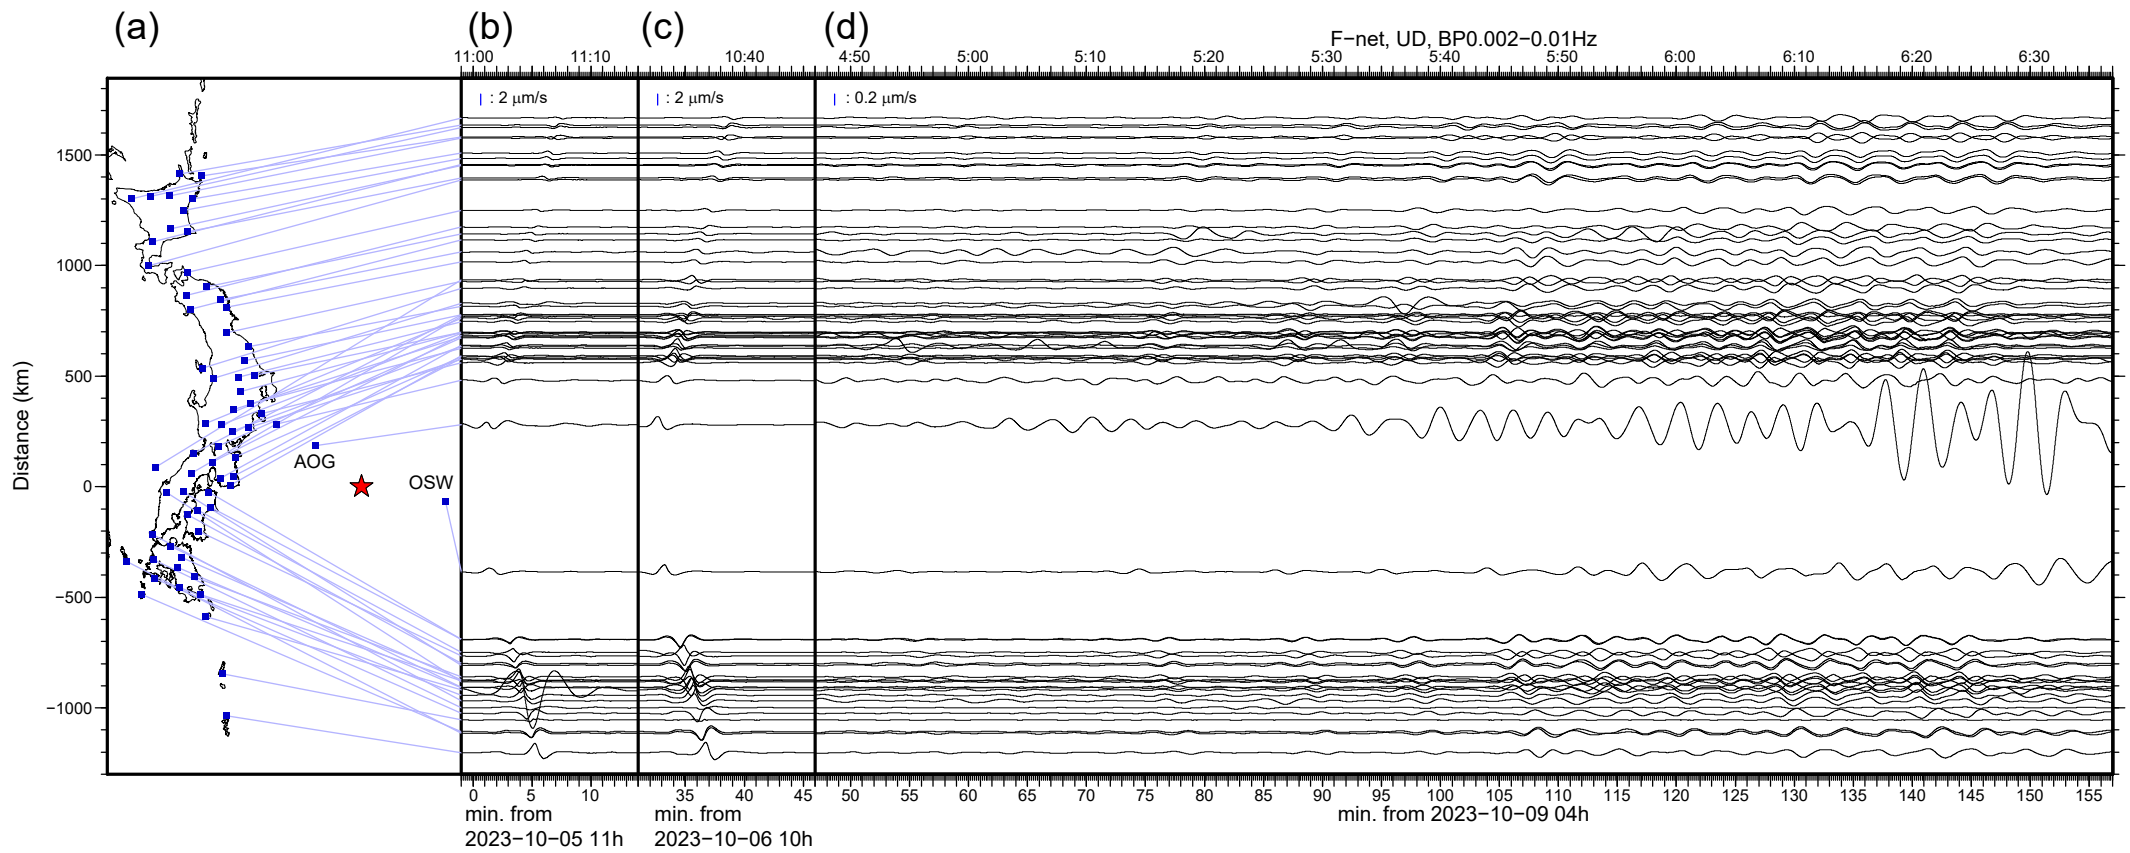 (a) (b) (c) (d)
F−net, UD, BP0.002−0.01Hz
11:00 11:10 10:40 4:50 5:00 5:10 5:20 5:30 5:40 5:50 6:00 6:10 6:20 6:30
: 2 μm/s : 2 μm/s : 0.2 μm/s
1500
1000
500
0
−500
−1000
Distance (km)
AOG
OSW
0 5 10 35 40 45 50 55 60 65 70 75 80 85 90 95 100 105 110 115 120 125 130 135 140 145 150 155
min. from
2023−10−05 11h
min. from
2023−10−06 10h
min. from 2023−10−09 04h